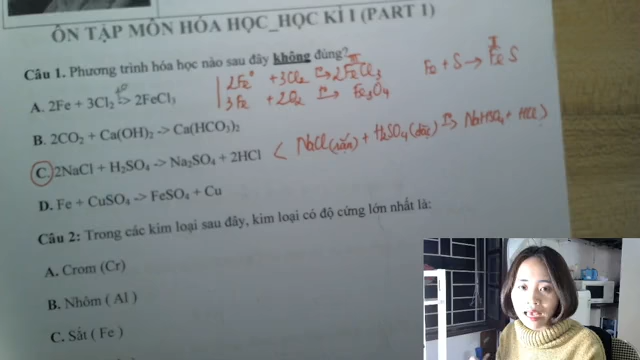 ÔN TẬP MÔN HÓA HỌC_HỌC KÌ I (PART 1)
Câu 1. Phương trình hóa học nào sau đây không đúng?
A. 2Fe + 3Cl₂ -> 2FeCl₃
2Fe + 3Cl₂ t°-> 2FeCl₃ III
3Fe + 2O₂ t°-> Fe₃O₄
Fe + S -> FeS II
B. 2CO₂ + Ca(OH)₂ -> Ca(HCO₃)₂
C. 2NaCl + H₂SO₄ -> Na₂SO₄ + 2HCl
( NaCl (rắn) + H₂SO₄ (đặc) t°-> NaHSO₄ + HCl )
D. Fe + CuSO₄ -> FeSO₄ + Cu
Câu 2: Trong các kim loại sau đây, kim loại có độ cứng lớn nhất là:
A. Crom (Cr)
B. Nhôm ( Al )
C. Sắt ( Fe )